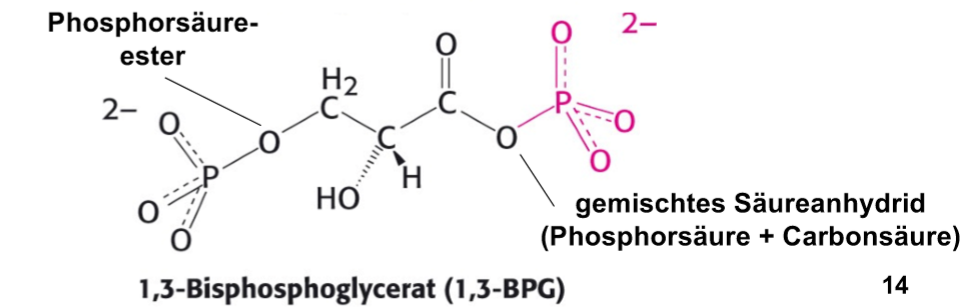 Phosphorsäure-
ester
2–
O
O
O
P
O
H2
C
C
HO
H
O
C
O
P
O
O
O
2–
gemischtes Säureanhydrid
(Phosphorsäure + Carbonsäure)
1,3-Bisphosphoglycerat (1,3-BPG)
14